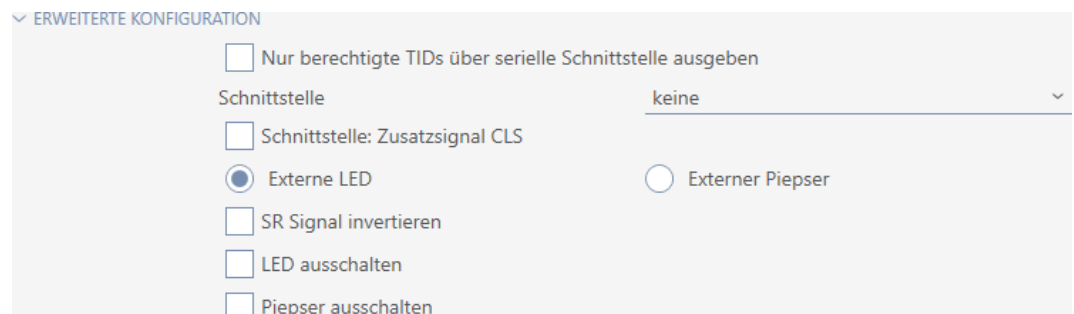 ERWEITERTE KONFIGURATION
Nur berechtigte TIDs über serielle Schnittstelle ausgeben
Schnittstelle keine
Schnittstelle: Zusatzsignal CLS
Externe LED Externer Piepser
SR Signal invertieren
LED ausschalten
Piepser ausschalten